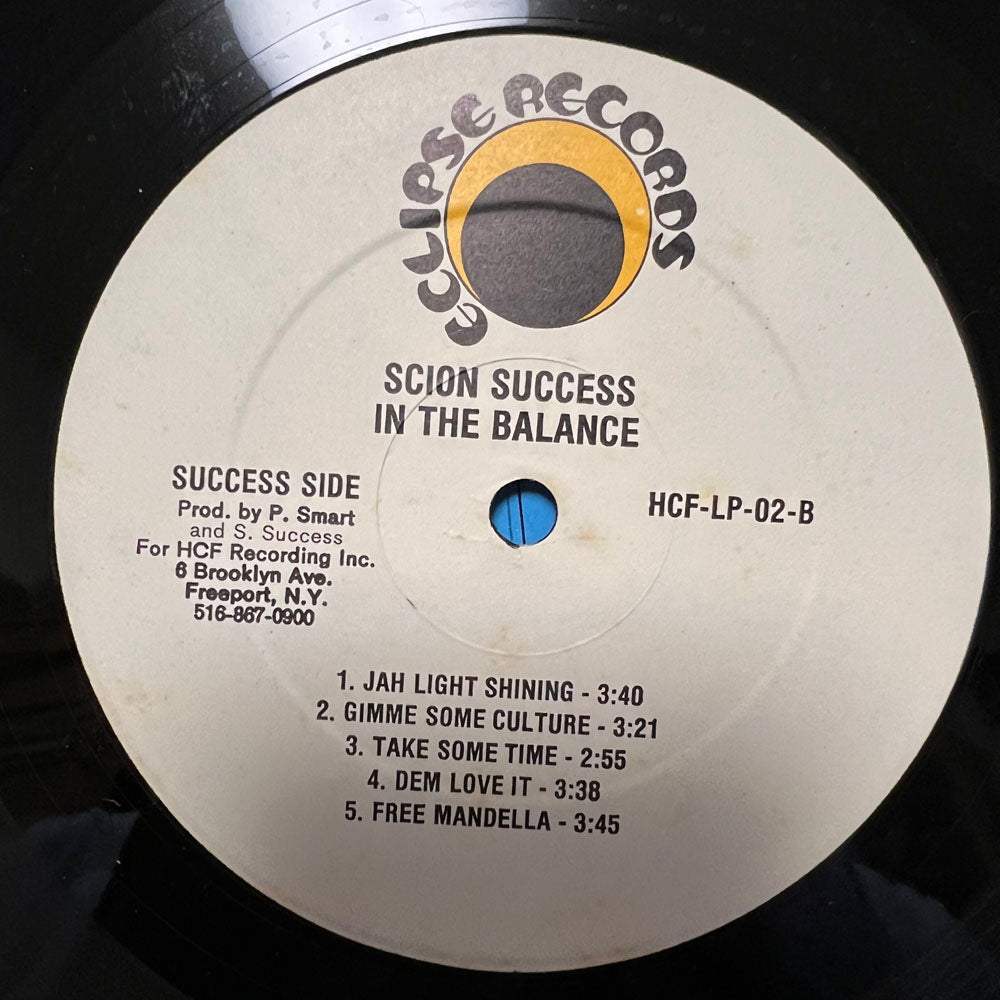 ECLIPSE RECORDS
SCION SUCCESS
IN THE BALANCE
SUCCESS SIDE
Prod. by P. Smart
and S. Success
For HCF Recording Inc.
6 Brooklyn Ave.
Freeport, N.Y.
516-867-0900
HCF-LP-02-B
1. JAH LIGHT SHINING - 3:40
2. GIMME SOME CULTURE - 3:21
3. TAKE SOME TIME - 2:55
4. DEM LOVE IT - 3:38
5. FREE MANDELLA - 3:45